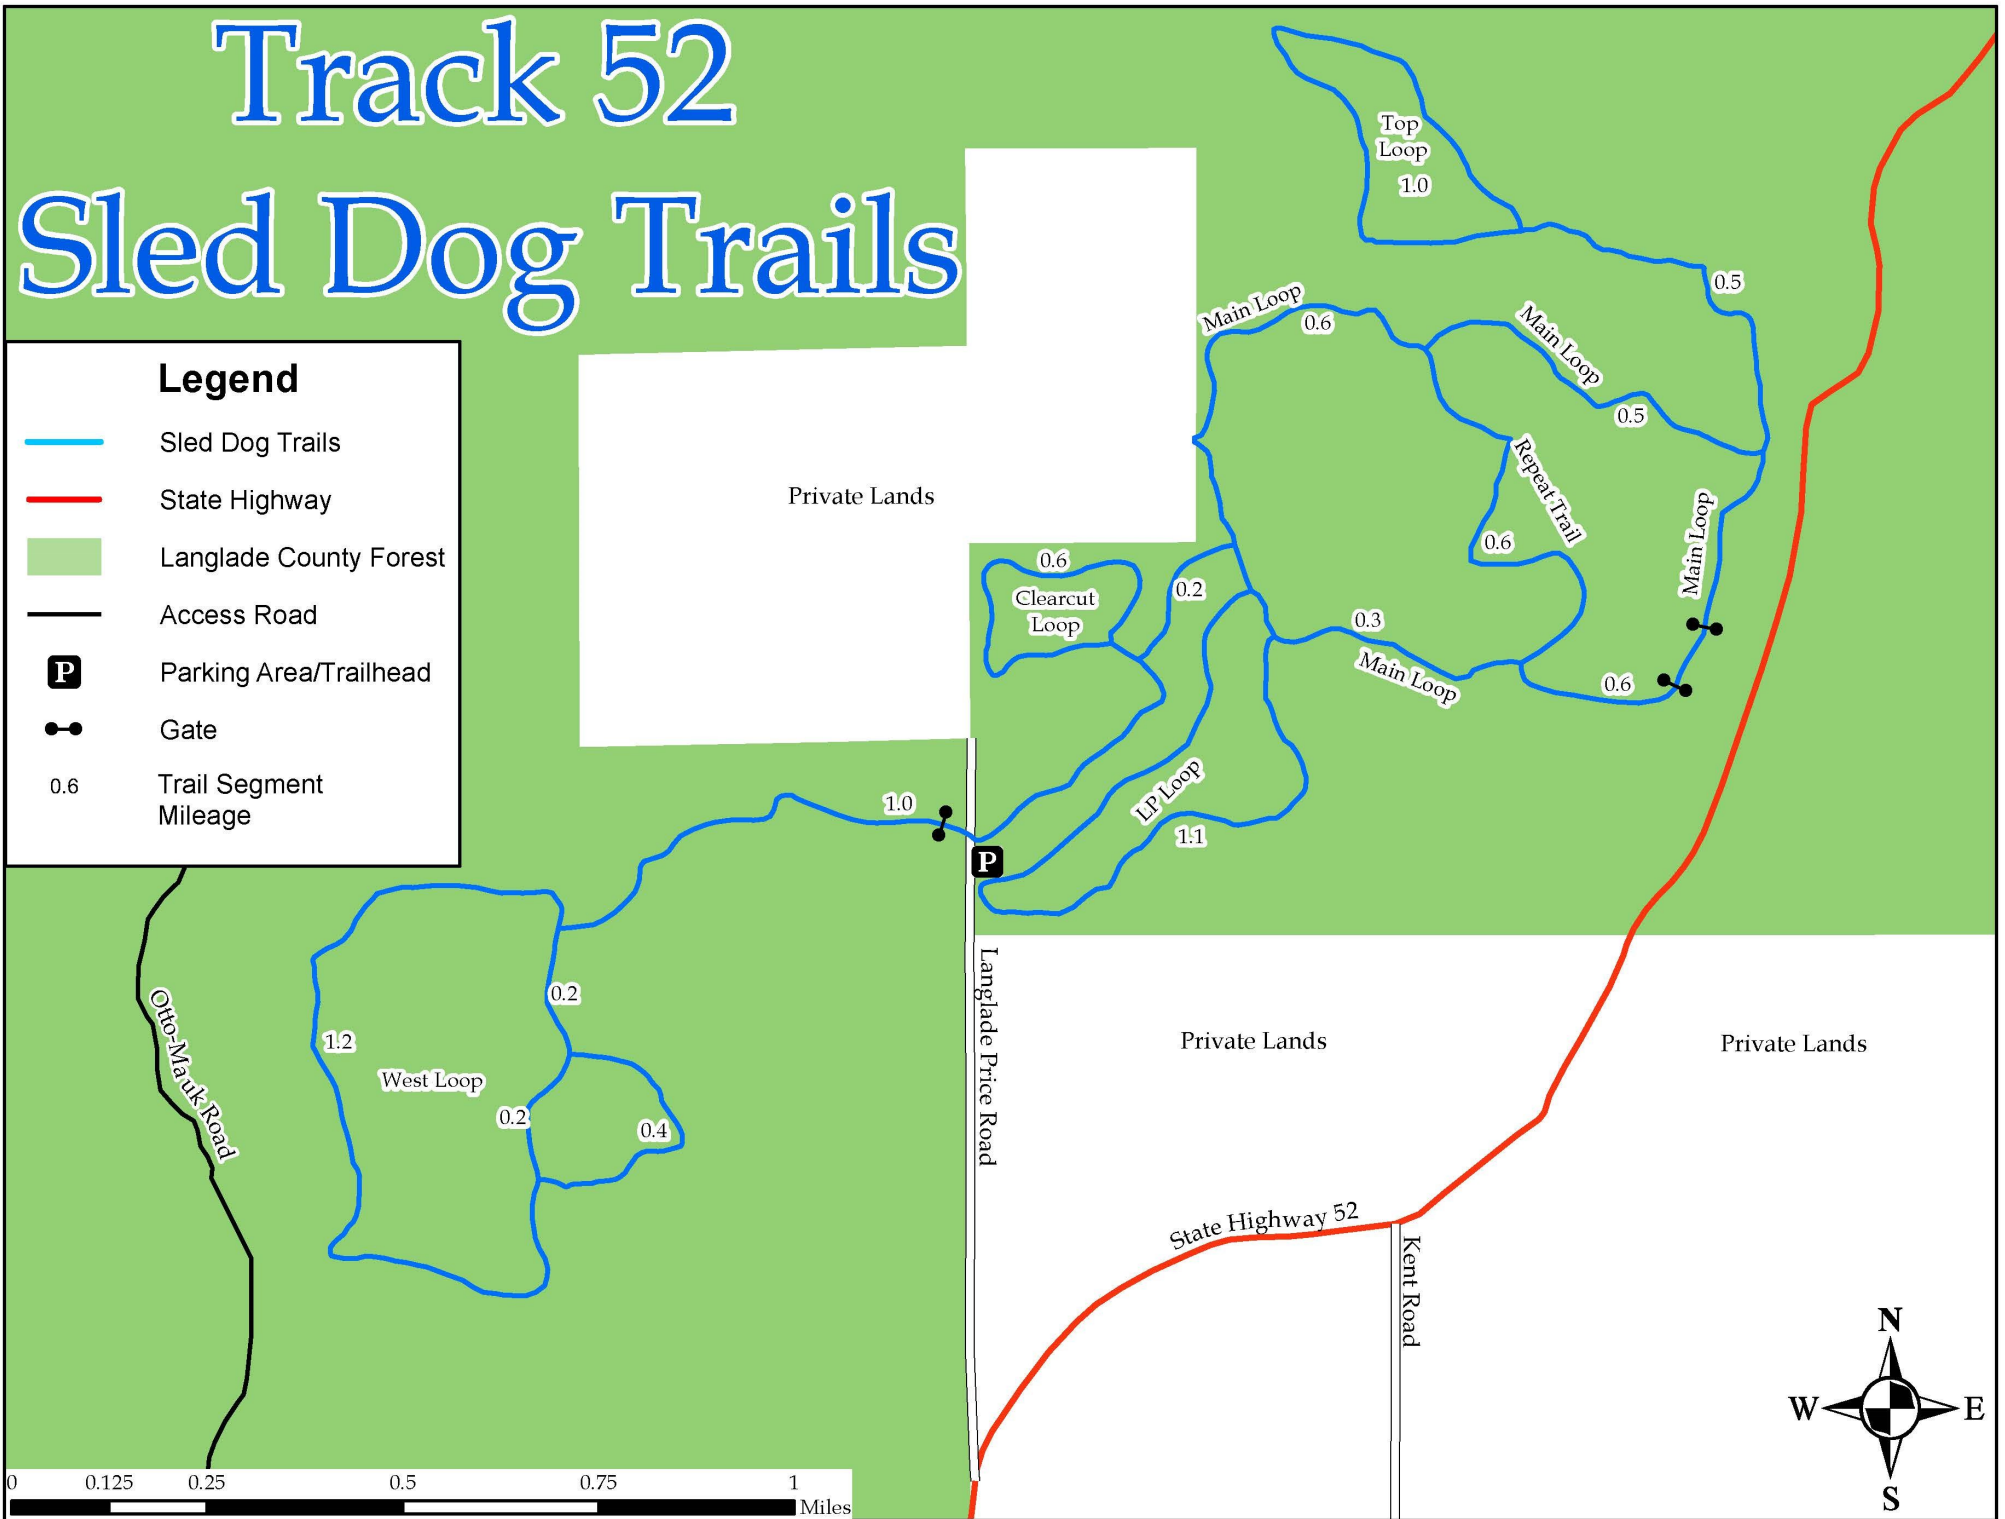 Track 52
Sled Dog Trails
Legend
Sled Dog Trails
State Highway
Langlade County Forest
Access Road
P
Parking Area/Trailhead
Gate
0.6
Trail Segment
Mileage
Top
Loop
1.0
0.5
Main Loop
0.6
Main Loop
0.5
Private Lands
Repeat Trail
0.6
Main Loop
0.6
Clearcut
Loop
0.2
0.3
Main Loop
0.6
LP Loop
1.1
1.0
P
0.2
1.2
West Loop
0.2
0.4
Otto-Mauk Road
Langlade Price Road
Private Lands
Private Lands
State Highway 52
Kent Road
N
W
E
S
0
0.125
0.25
0.5
0.75
1
Miles